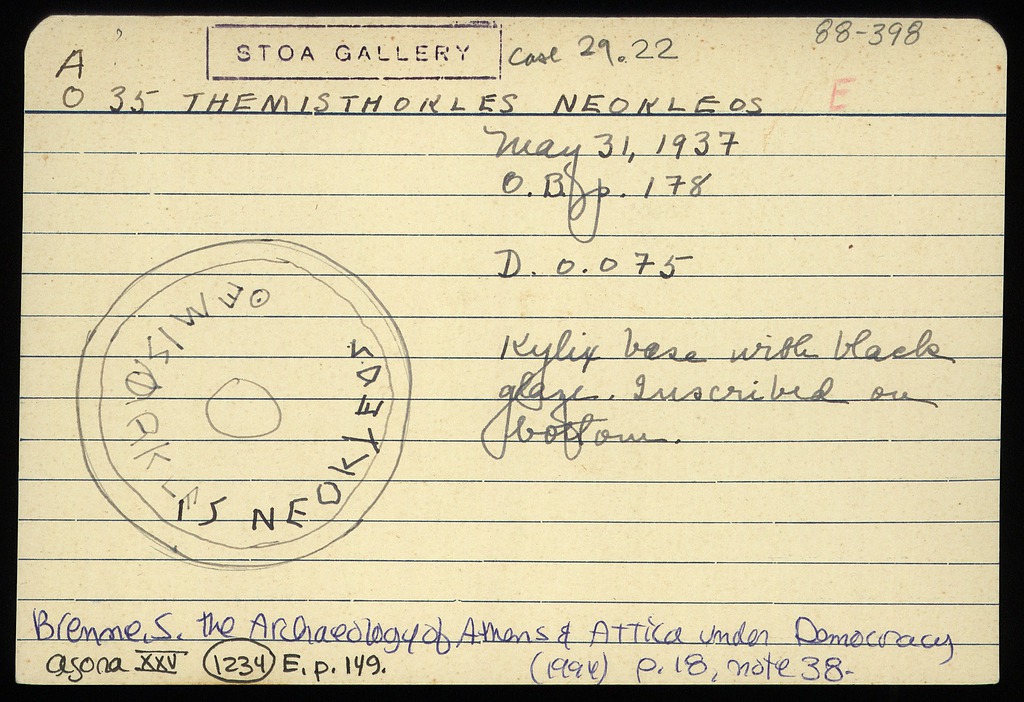 STOA GALLERY Case 29.22 88-398
A
O 35 THEMISTHOKLES NEOKLEOS E
May 31, 1937
O.B. p. 178
D. 0.075
Kylix base with black
glaze. Inscribed on
bottom.
IS NEOKLEOS
Brenne, S. the Archaeology of Athens & Attica under Democracy
(1994) p. 18, note 38-
Agora XXV 1234 E, p. 149.